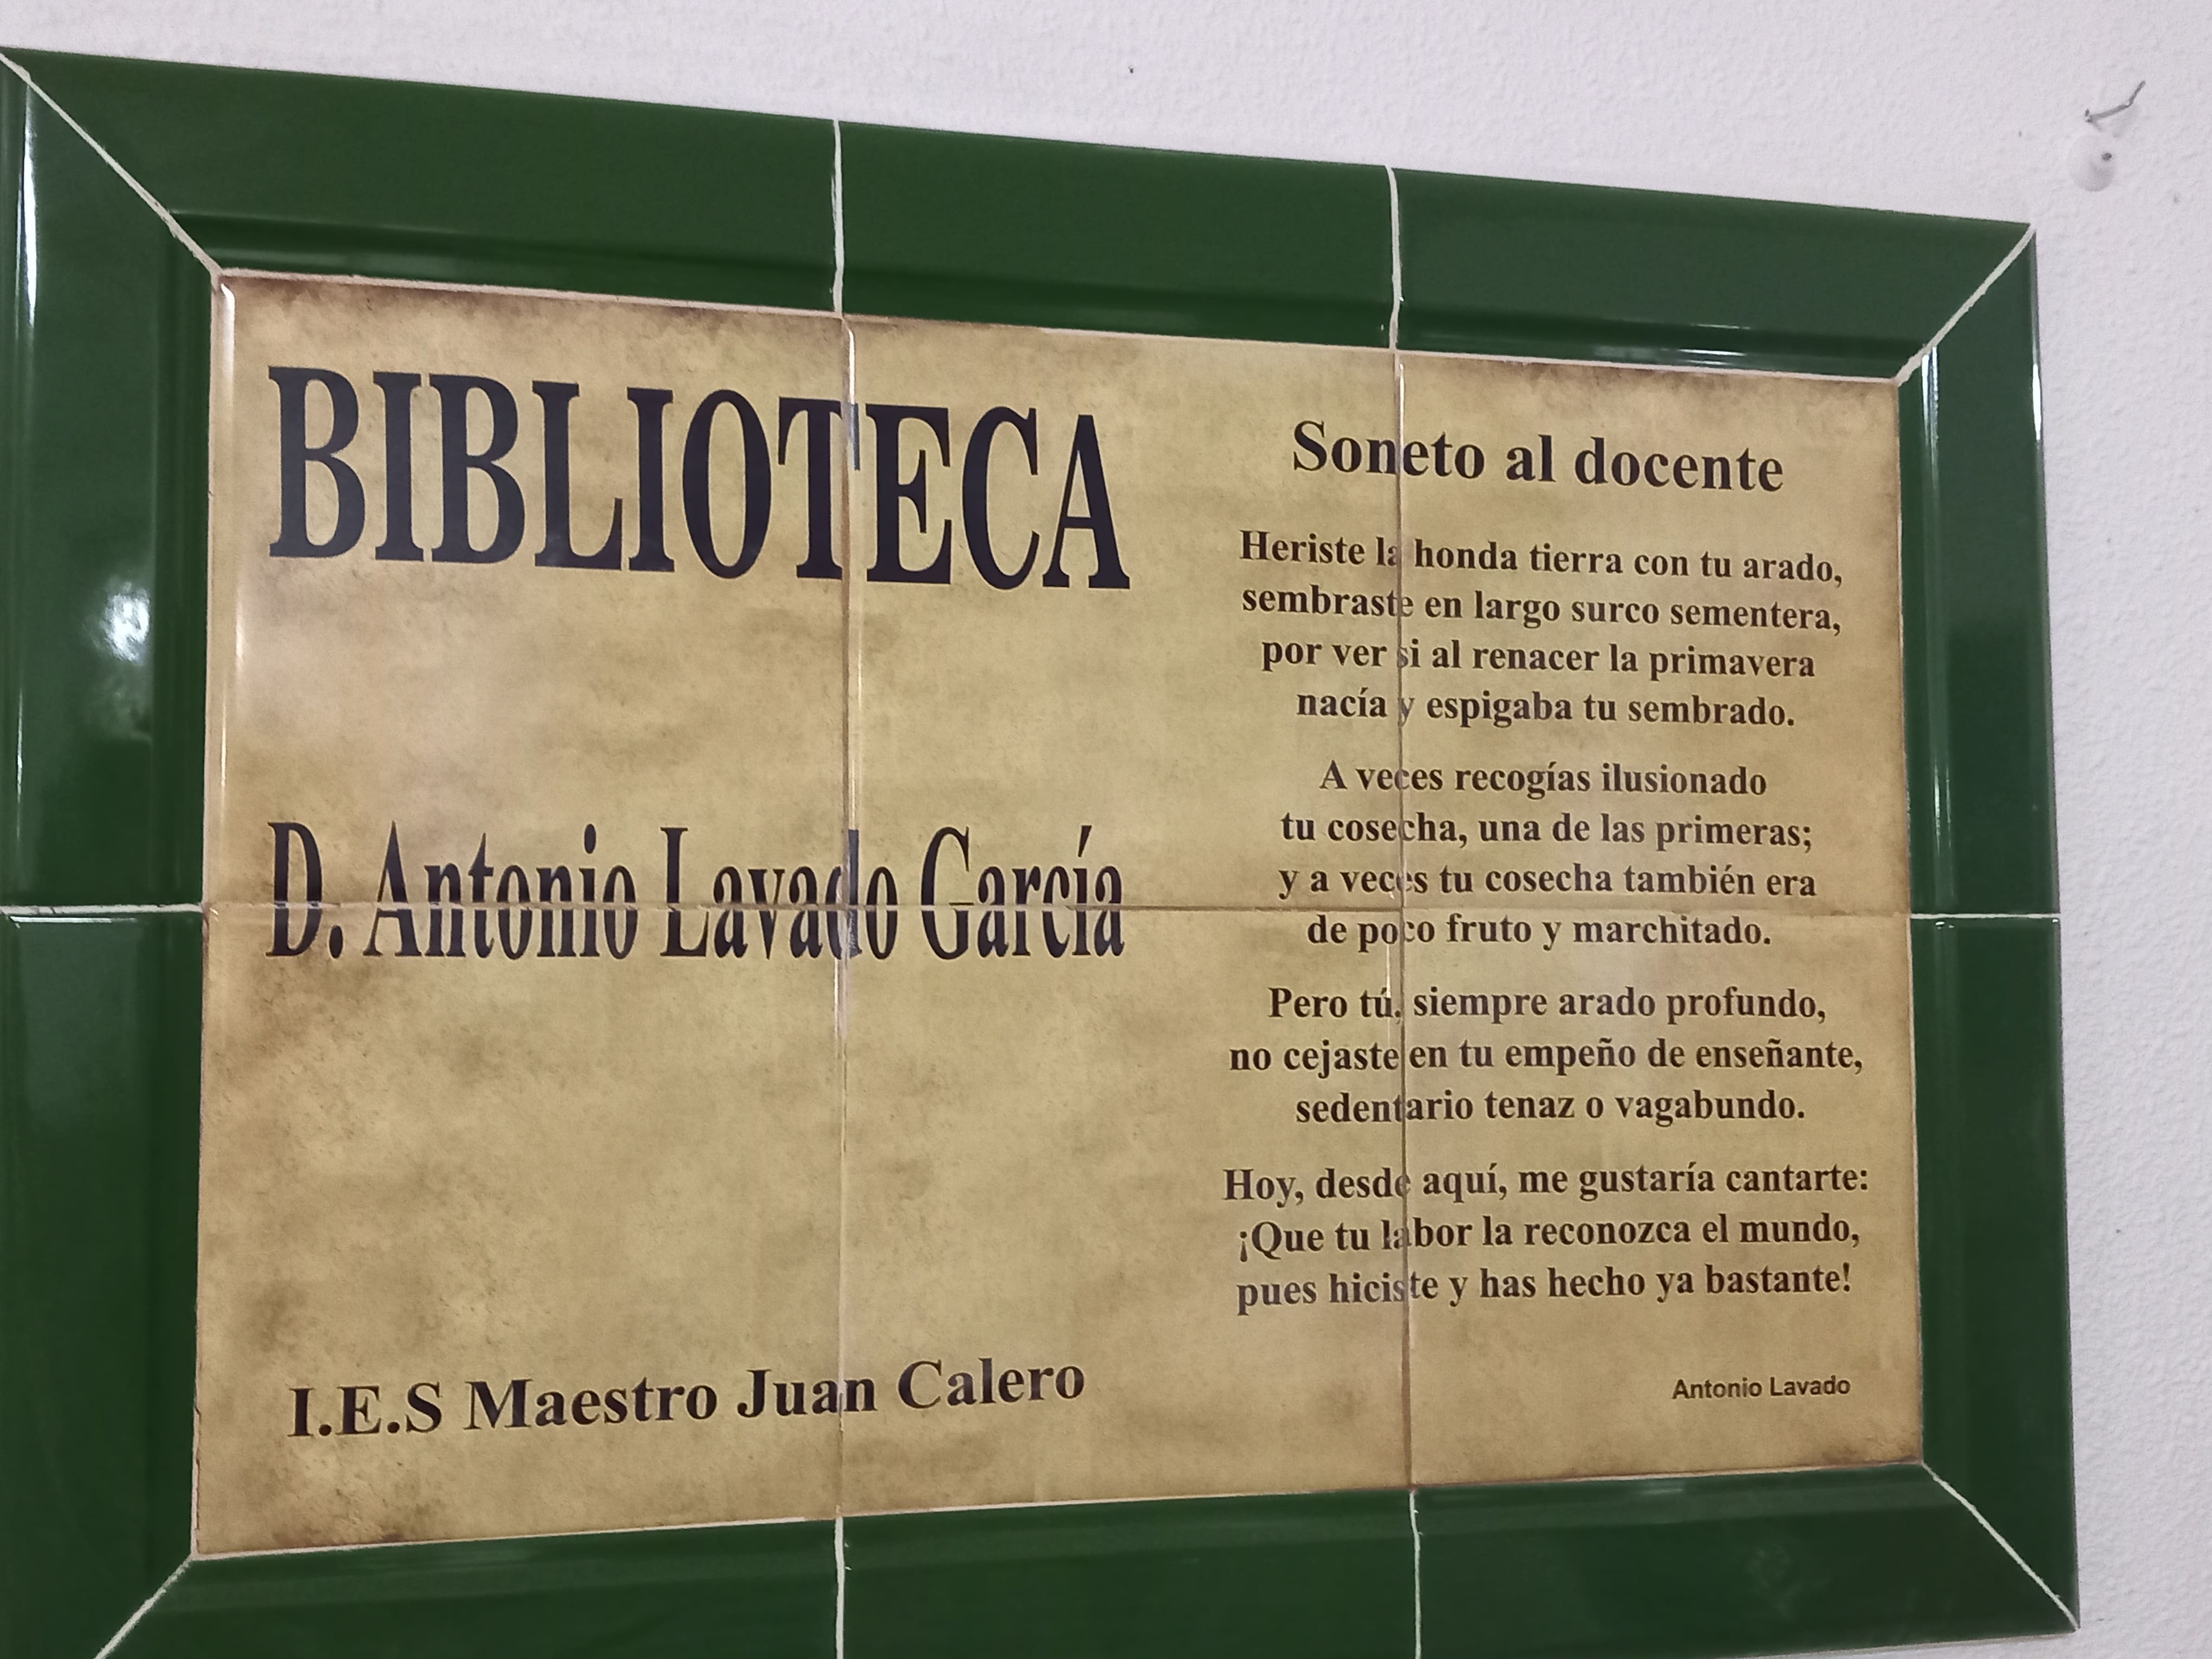 BIBLIOTECA
D. Antonio Lavado García
I.E.S Maestro Juan Calero
Soneto al docente
Heriste la honda tierra con tu arado,
sembraste en largo surco sementera,
por ver si al renacer la primavera
nacía y espigaba tu sembrado.
A veces recogías ilusionado
tu cosecha, una de las primeras;
y a veces tu cosecha también era
de poco fruto y marchitado.
Pero tú, siempre arado profundo,
no cejaste en tu empeño de enseñante,
sedentario tenaz o vagabundo.
Hoy, desde aquí, me gustaría cantarte:
¡Que tu labor la reconozca el mundo,
pues hiciste y has hecho ya bastante!
Antonio Lavado